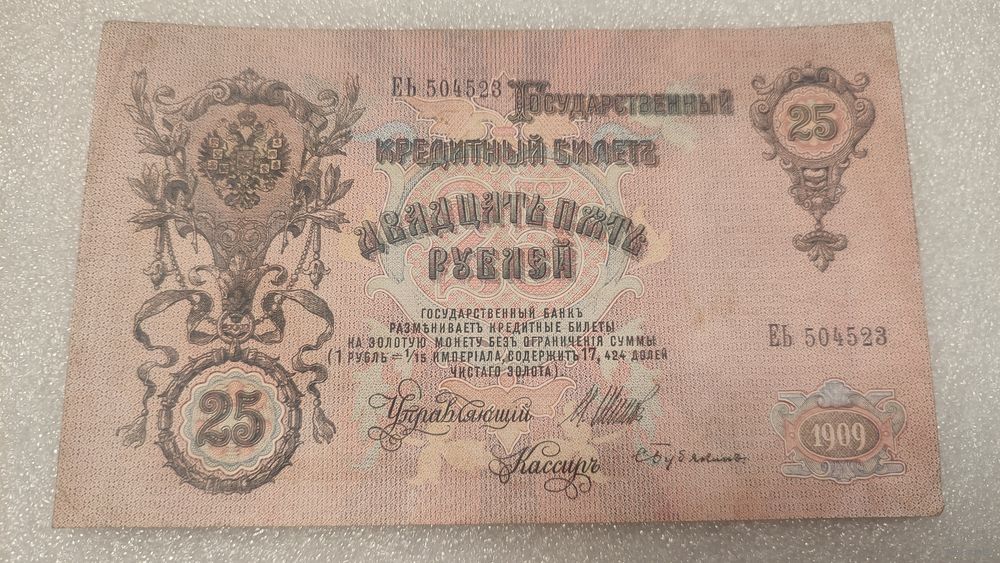 ЕЬ 504523
Государственный
25
КРЕДИТНЫЙ БИЛЕТЪ
ДВАДЦАТЬ ПЯТЬ
РУБЛЕЙ
ГОСУДАРСТВЕННЫЙ БАНКЪ
РАЗМѢНИВАЕТЪ КРЕДИТНЫЕ БИЛЕТЫ
НА ЗОЛОТУЮ МОНЕТУ БЕЗЪ ОГРАНИЧЕНІЯ СУММЫ
(1 РУБЛЬ = 1/15 ИМПЕРІАЛА, СОДЕРЖИТЪ 17,424 ДОЛЕЙ
ЧИСТАГО ЗОЛОТА).
ЕЬ 504523
25
Управляющій
1909
Кассиръ